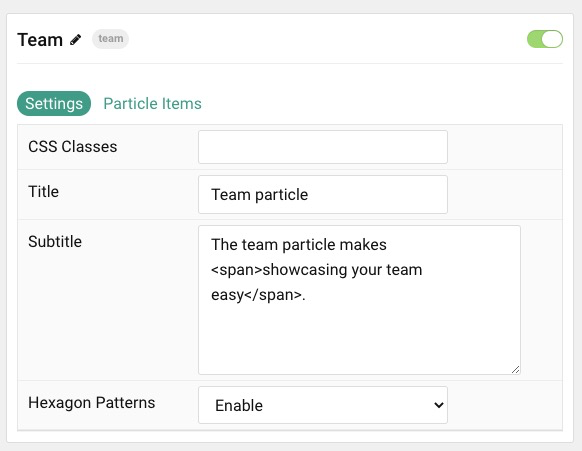 Team team
Settings Particle Items
CSS Classes
Title Team particle
Subtitle The team particle makes
<span>showcasing your team
easy</span>.
Hexagon Patterns Enable